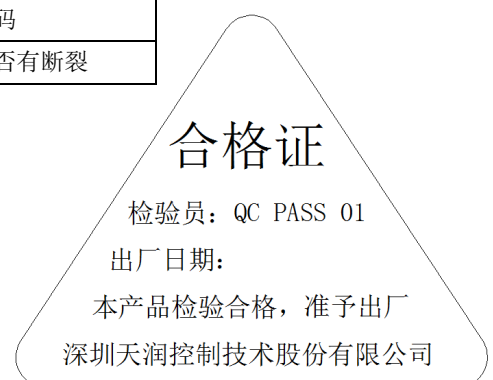 码
否有断裂
合格证
检验员：QC PASS 01
出厂日期：
本产品检验合格，准予出厂
深圳天润控制技术股份有限公司